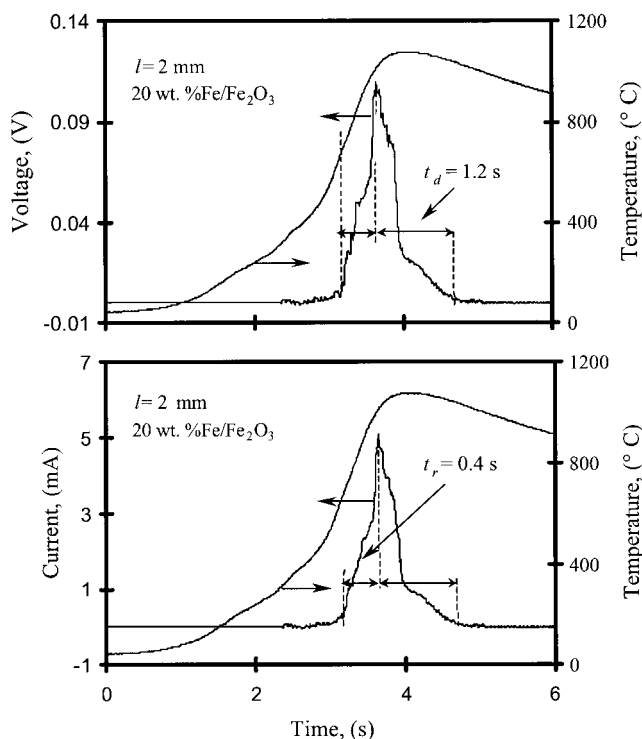 0.14
0.09
0.04
-0.01
Voltage, (V)
l= 2 mm
20 wt. %Fe/Fe₂O₃
t_d = 1.2 s
1200
800
400
0
Temperature, (° C)
0 2 4 6
7
5
3
1
-1
Current, (mA)
l= 2 mm
20 wt. %Fe/Fe₂O₃
t_r = 0.4 s
1200
800
400
0
Temperature, (° C)
0 2 4 6
Time, (s)